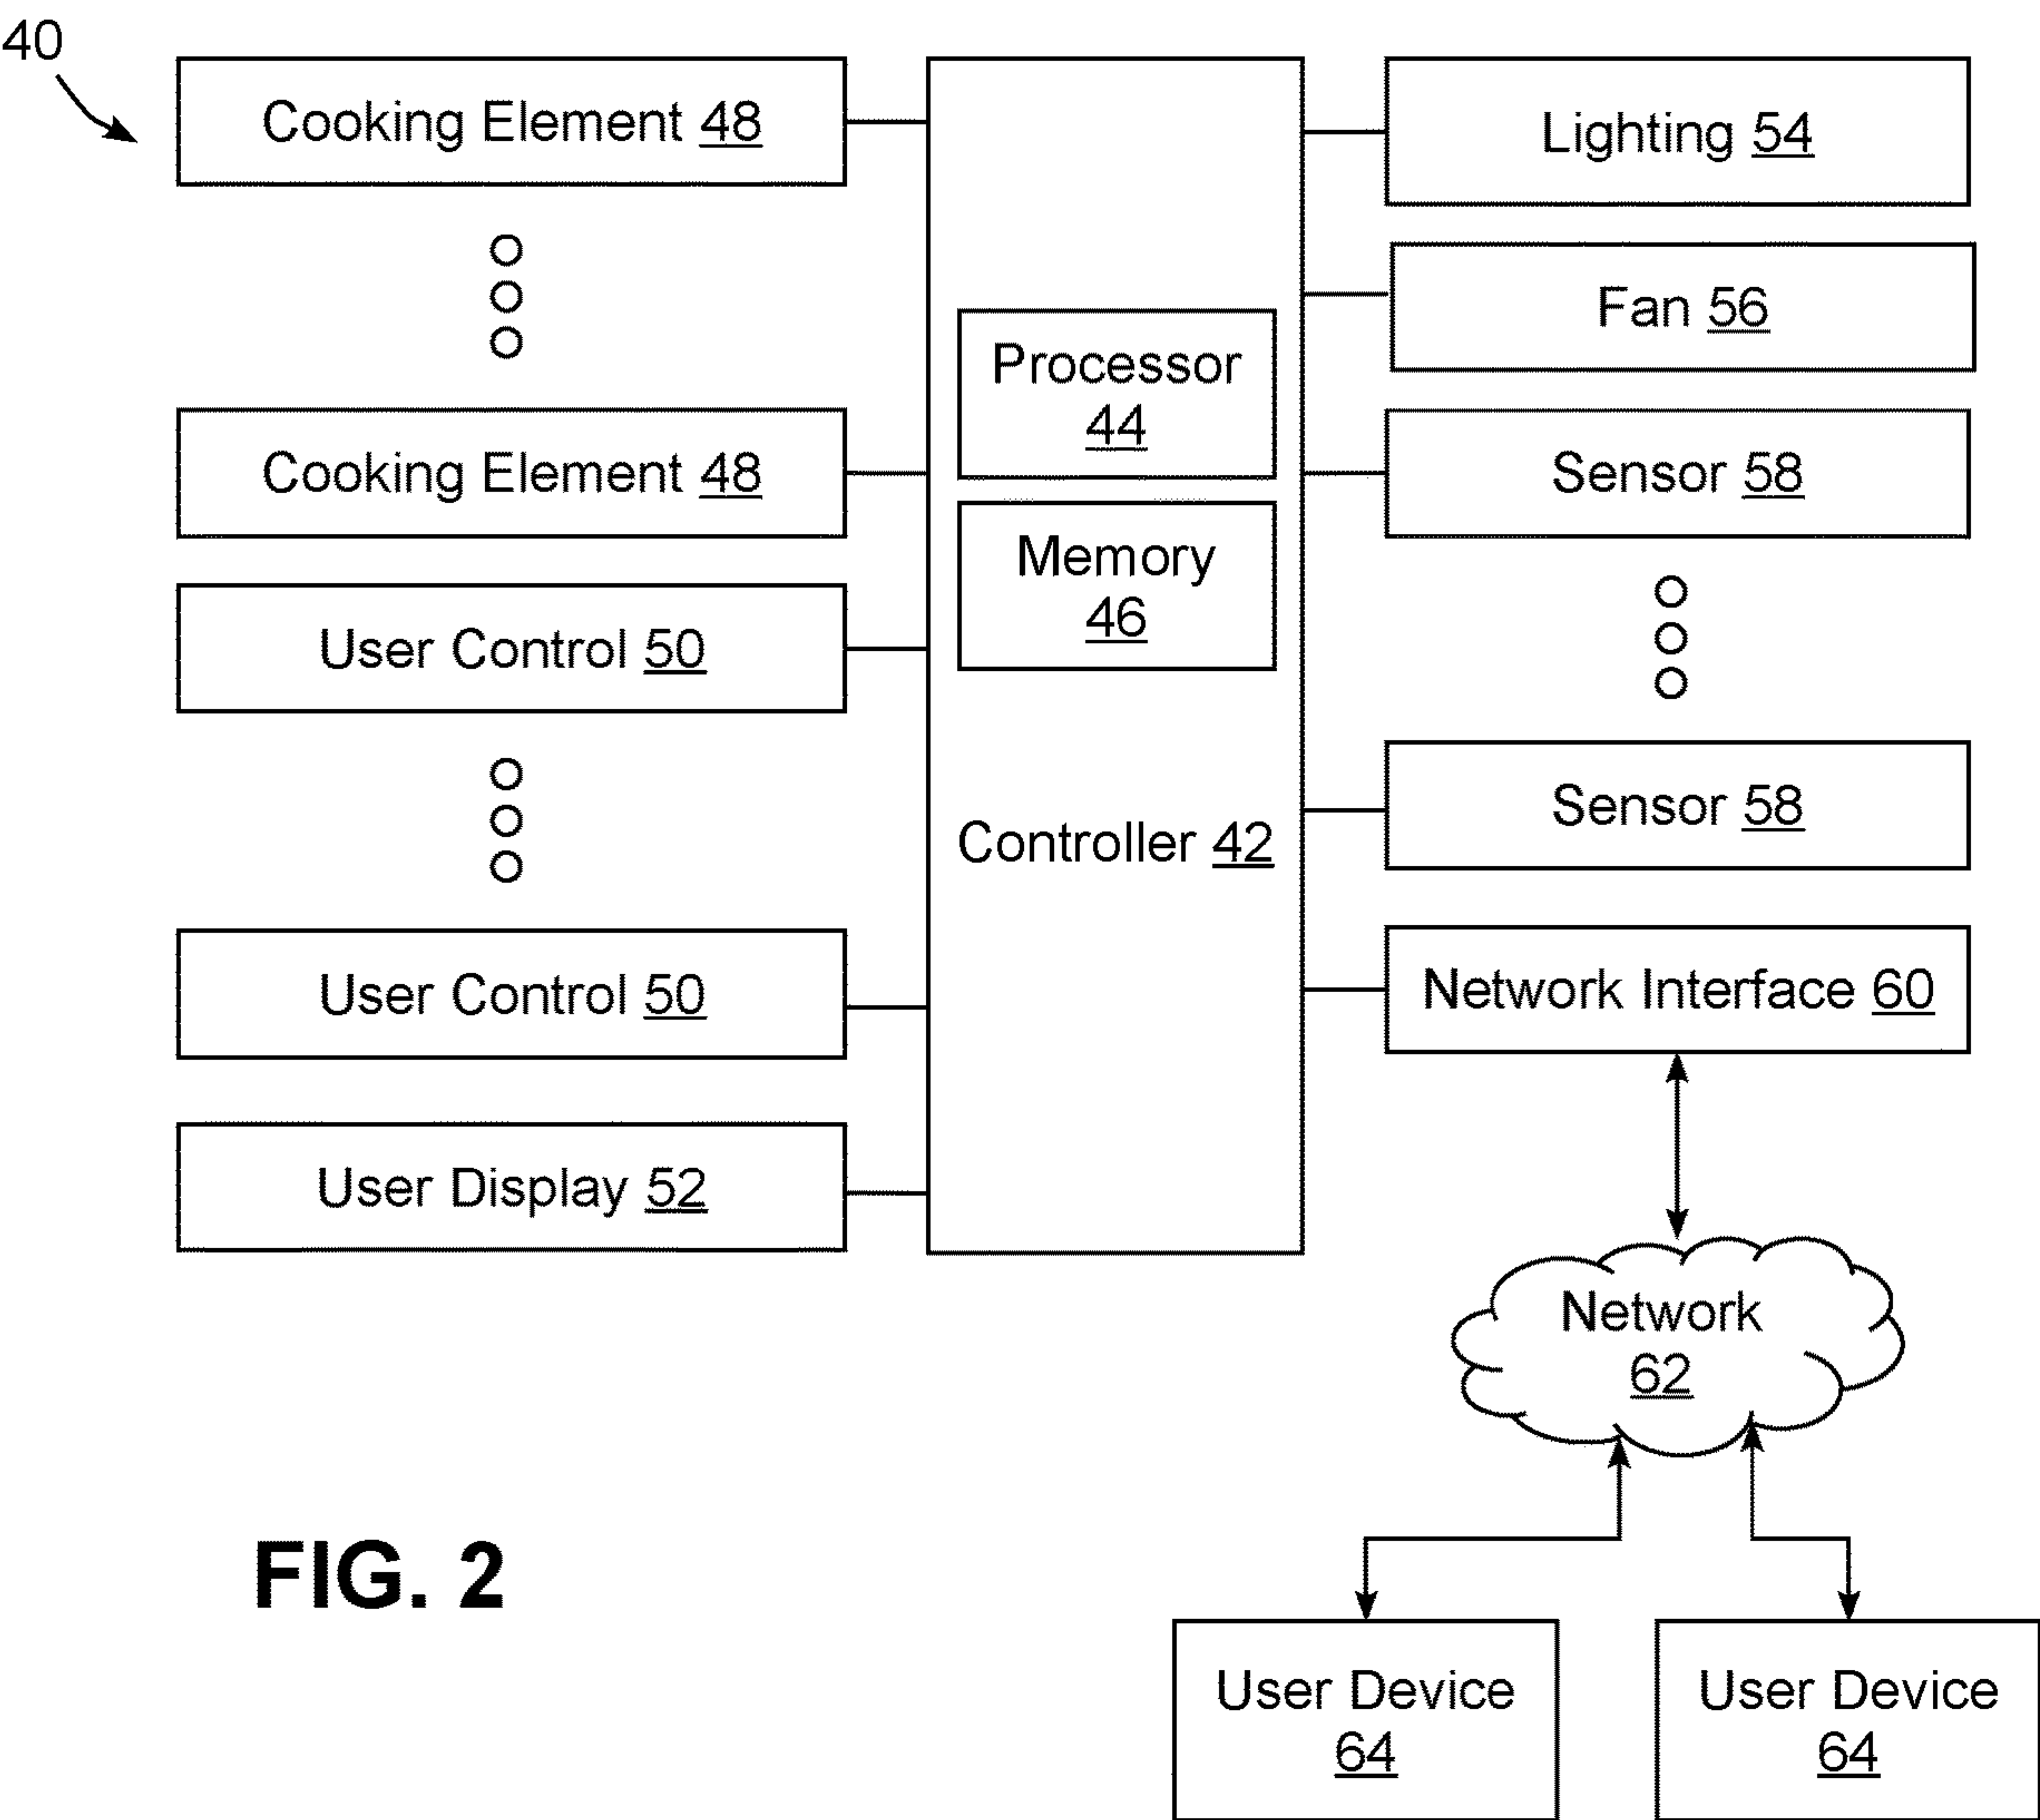 40
Cooking Element 48
Cooking Element 48
User Control 50
User Control 50
User Display 52
Processor
44
Memory
46
Controller 42
Lighting 54
Fan 56
Sensor 58
Sensor 58
Network Interface 60
Network
62
User Device
64
User Device
64
FIG. 2